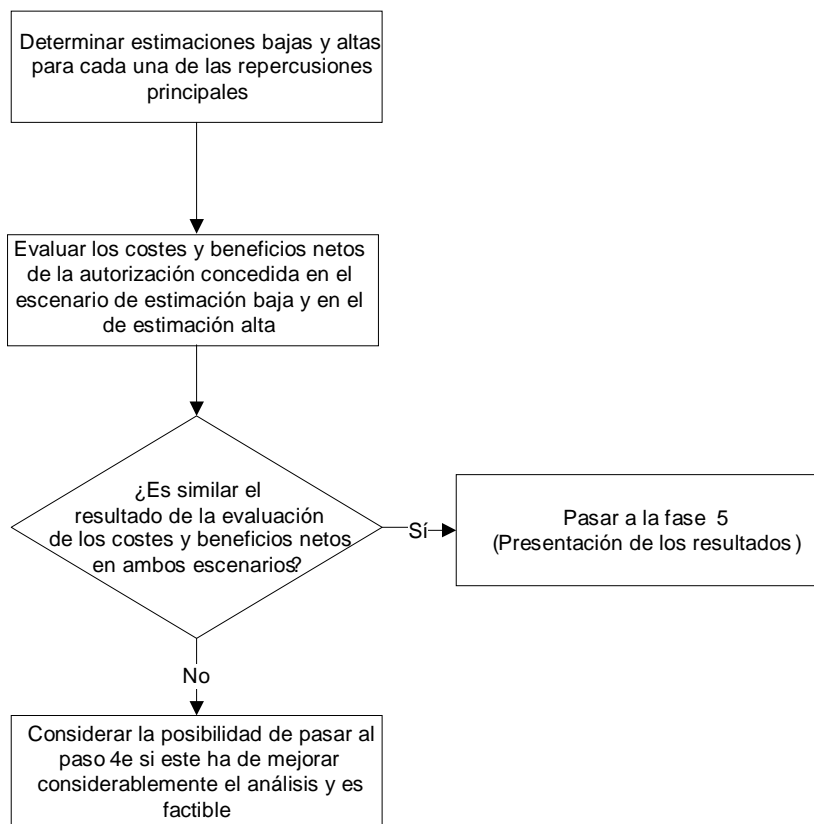 Determinar estimaciones bajas y altas
para cada una de las repercusiones
principales
Evaluar los costes y beneficios netos
de la autorización concedida en el
escenario de estimación baja y en el
de estimación alta
¿Es similar el
resultado de la evaluación
de los costes y beneficios netos
en ambos escenarios?
Sí
Pasar a la fase 5
(Presentación de los resultados)
No
Considerar la posibilidad de pasar al
paso 4e si este ha de mejorar
considerablemente el análisis y es
factible